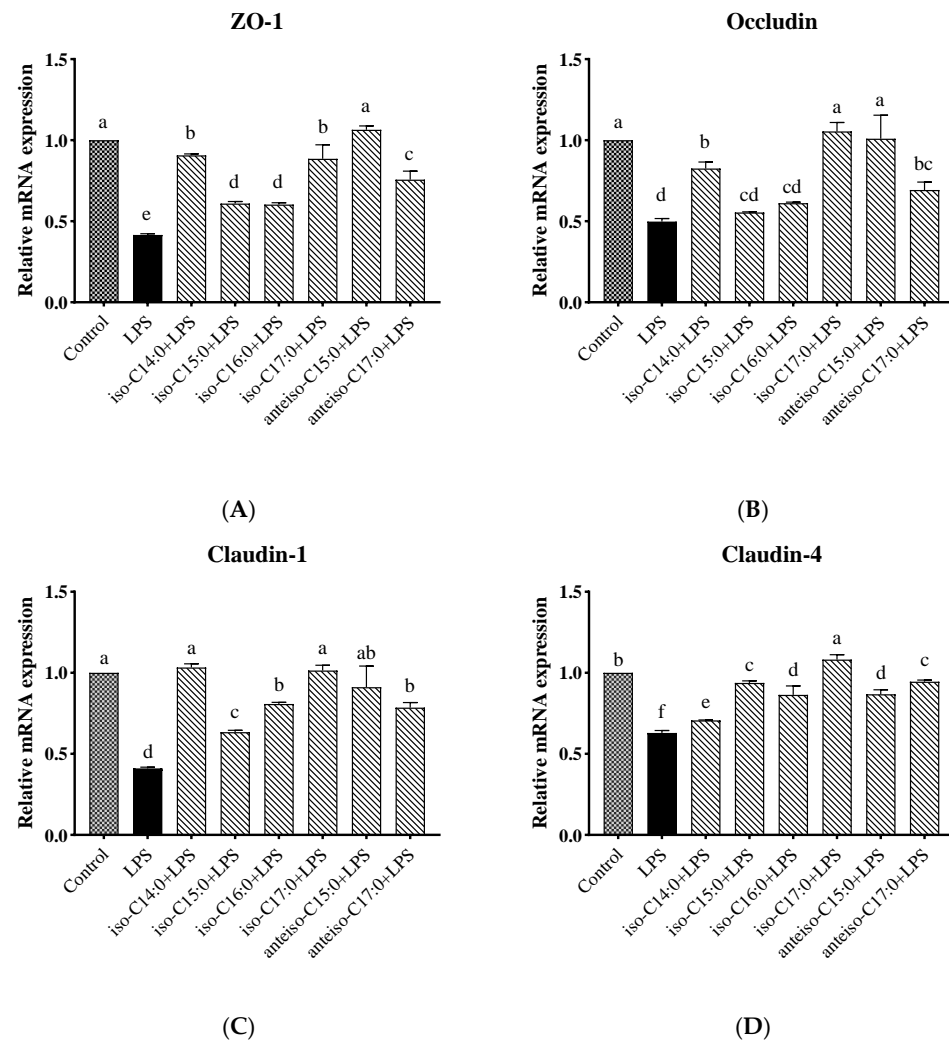 ZO-1
Relative mRNA expression
1.5
1.0
0.5
0.0
a
e
b
d
d
b
a
c
Control
LPS
iso-C14:0+LPS
iso-C15:0+LPS
iso-C16:0+LPS
iso-C17:0+LPS
anteiso-C15:0+LPS
anteiso-C17:0+LPS
(A)
Occludin
Relative mRNA expression
1.5
1.0
0.5
0.0
a
d
b
cd
cd
a
a
bc
Control
LPS
iso-C14:0+LPS
iso-C15:0+LPS
iso-C16:0+LPS
iso-C17:0+LPS
anteiso-C15:0+LPS
anteiso-C17:0+LPS
(B)
Claudin-1
Relative mRNA expression
1.5
1.0
0.5
0.0
a
d
a
c
b
a
ab
b
Control
LPS
iso-C14:0+LPS
iso-C15:0+LPS
iso-C16:0+LPS
iso-C17:0+LPS
anteiso-C15:0+LPS
anteiso-C17:0+LPS
(C)
Claudin-4
Relative mRNA expression
1.5
1.0
0.5
0.0
b
f
e
c
d
a
d
c
Control
LPS
iso-C14:0+LPS
iso-C15:0+LPS
iso-C16:0+LPS
iso-C17:0+LPS
anteiso-C15:0+LPS
anteiso-C17:0+LPS
(D)